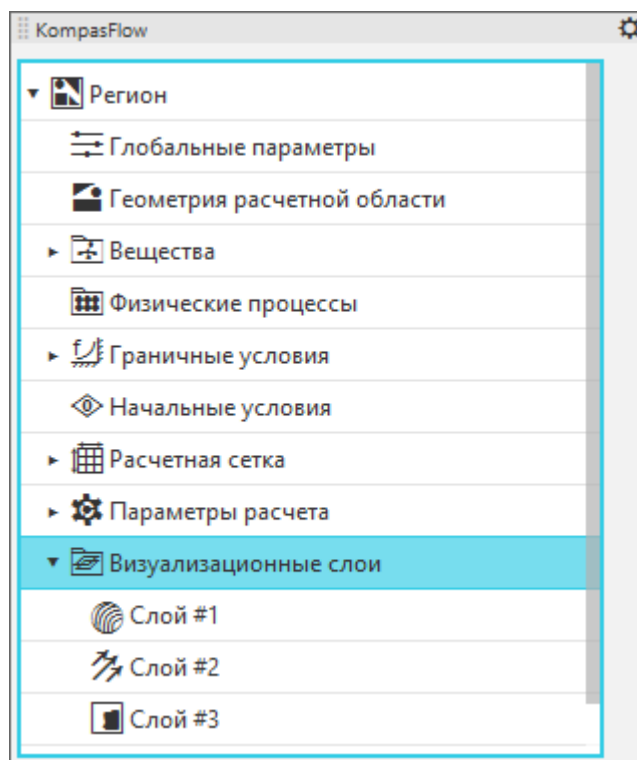 KompasFlow
Регион
Глобальные параметры
Геометрия расчетной области
Вещества
Физические процессы
Граничные условия
Начальные условия
Расчетная сетка
Параметры расчета
Визуализационные слои
Слой #1
Слой #2
Слой #3